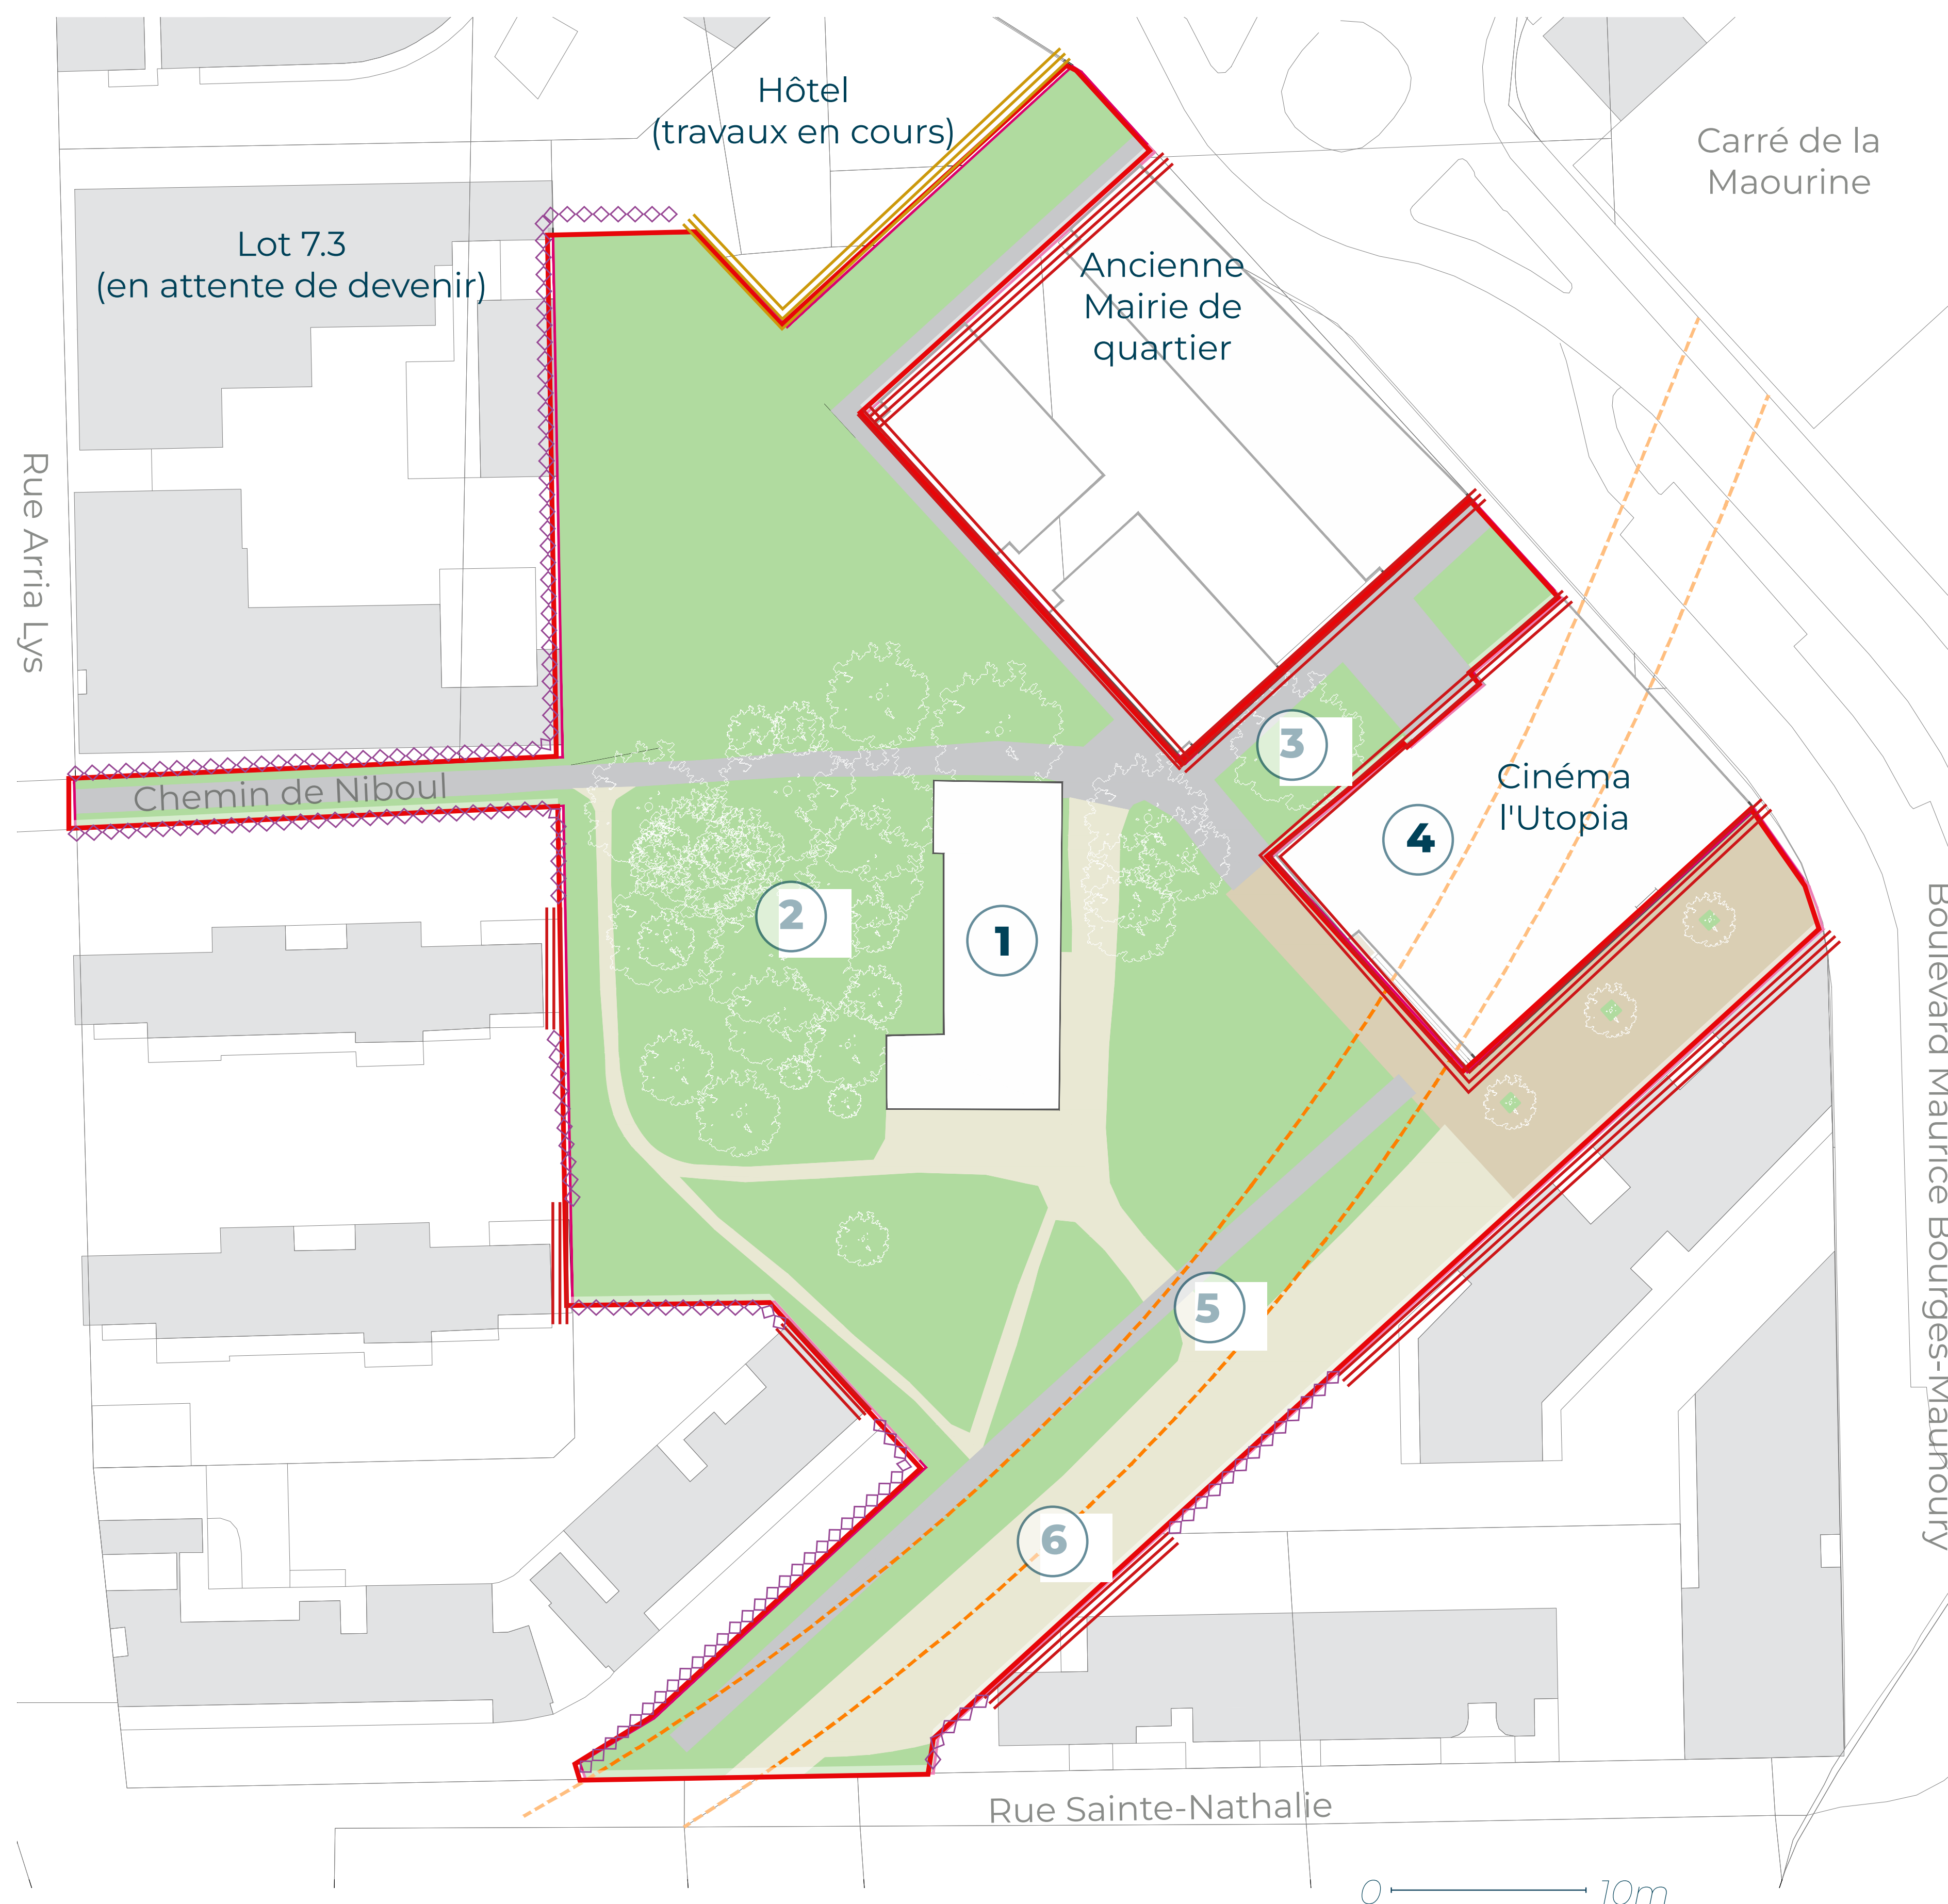 Hôtel
(travaux en cours)
Carré de la
Maourine
Lot 7.3
(en attente de devenir)
Ancienne
Mairie de
quartier
Rue Arria Lys
Chemin de Niboul
3
Cinéma
l'Utopia
4
2
1
Boulevard Maurice Bourges-Maunoury
5
6
Rue Sainte-Nathalie
0 10m